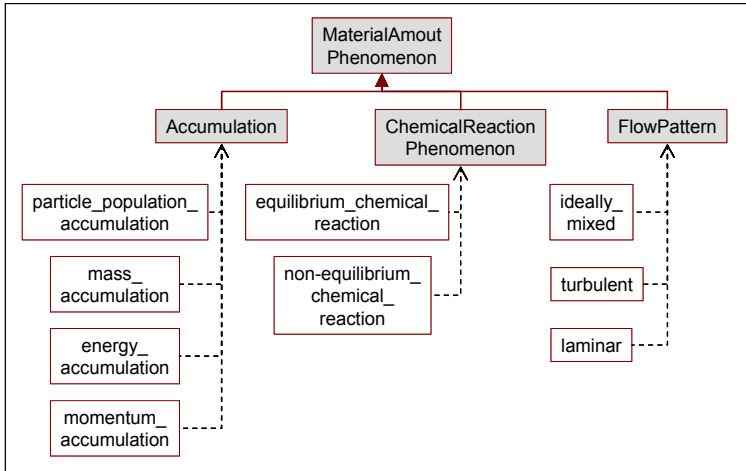 MaterialAmout
Phenomenon
Accumulation
ChemicalReaction
Phenomenon
FlowPattern
particle_population_
accumulation
mass_
accumulation
energy_
accumulation
momentum_
accumulation
equilibrium_chemical_
reaction
non-equilibrium_
chemical_
reaction
ideally_
mixed
turbulent
laminar